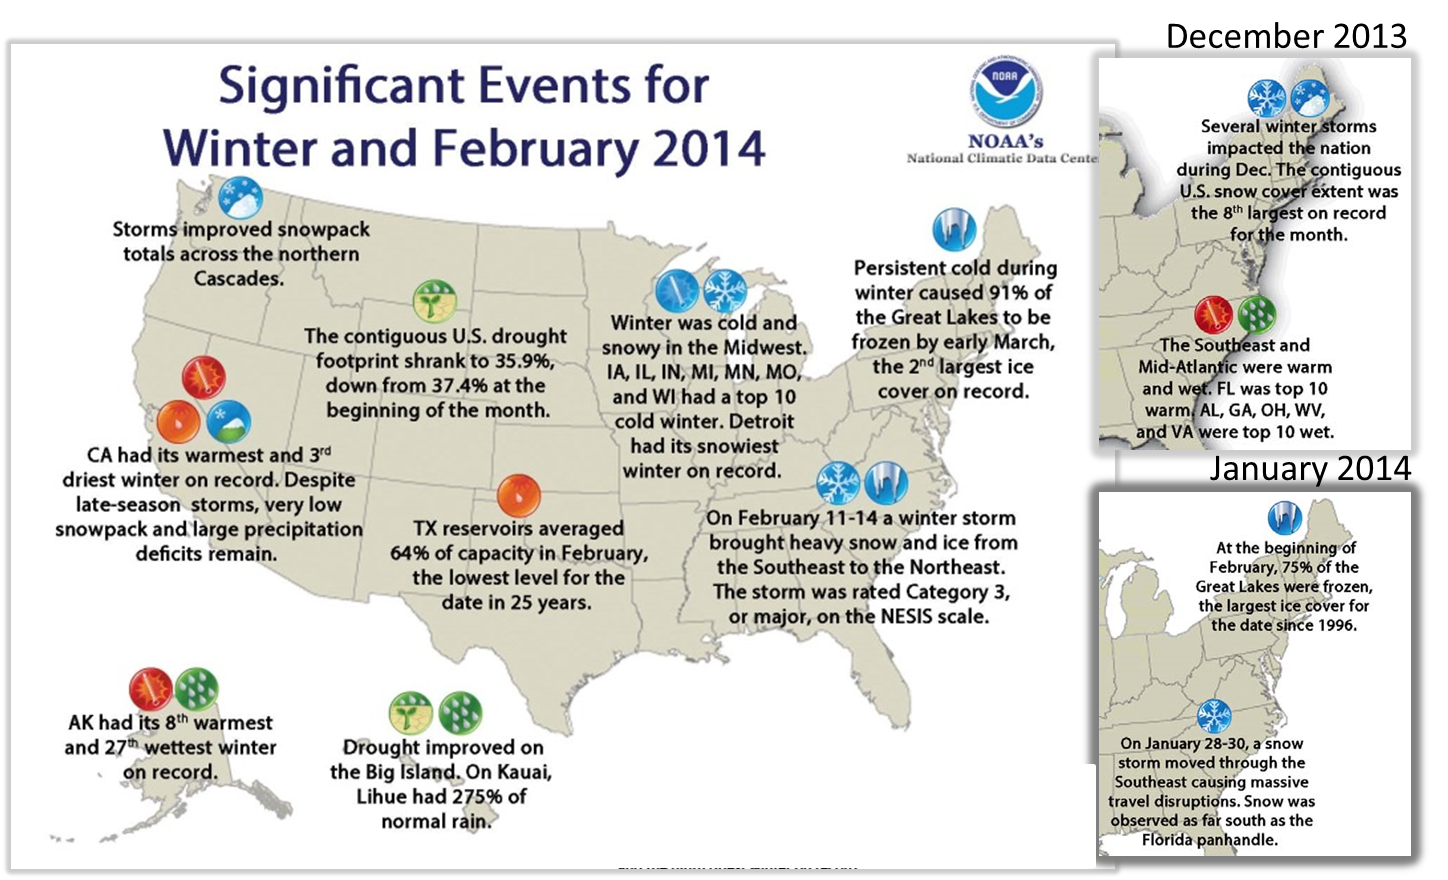 Significant Events for
Winter and February 2014
NOAA
NOAA's
National Climatic Data Cente
Storms improved snowpack
totals across the northern
Cascades.
The contiguous U.S. drought
footprint shrank to 35.9%,
down from 37.4% at the
beginning of the month.
Winter was cold and
snowy in the Midwest.
IA, IL, IN, MI, MN, MO,
and WI had a top 10
cold winter. Detroit
had its snowiest
winter on record.
Persistent cold during
winter caused 91% of
the Great Lakes to be
frozen by early March,
the 2nd largest ice
cover on record.
CA had its warmest and 3rd
driest winter on record. Despite
late-season storms, very low
snowpack and large precipitation
deficits remain.
TX reservoirs averaged
64% of capacity in February,
the lowest level for the
date in 25 years.
On February 11-14 a winter storm
brought heavy snow and ice from
the Southeast to the Northeast.
The storm was rated Category 3,
or major, on the NESIS scale.
AK had its 8th warmest
and 27th wettest winter
on record.
Drought improved on
the Big Island. On Kauai,
Lihue had 275% of
normal rain.
December 2013
Several winter storms
impacted the nation
during Dec. The contiguous
U.S. snow cover extent was
the 8th largest on record
for the month.
The Southeast and
Mid-Atlantic were warm
and wet. FL was top 10
warm. AL, GA, OH, WV,
and VA were top 10 wet.
January 2014
At the beginning of
February, 75% of the
Great Lakes were frozen,
the largest ice cover for
the date since 1996.
On January 28-30, a snow
storm moved through the
Southeast causing massive
travel disruptions. Snow was
observed as far south as the
Florida panhandle.